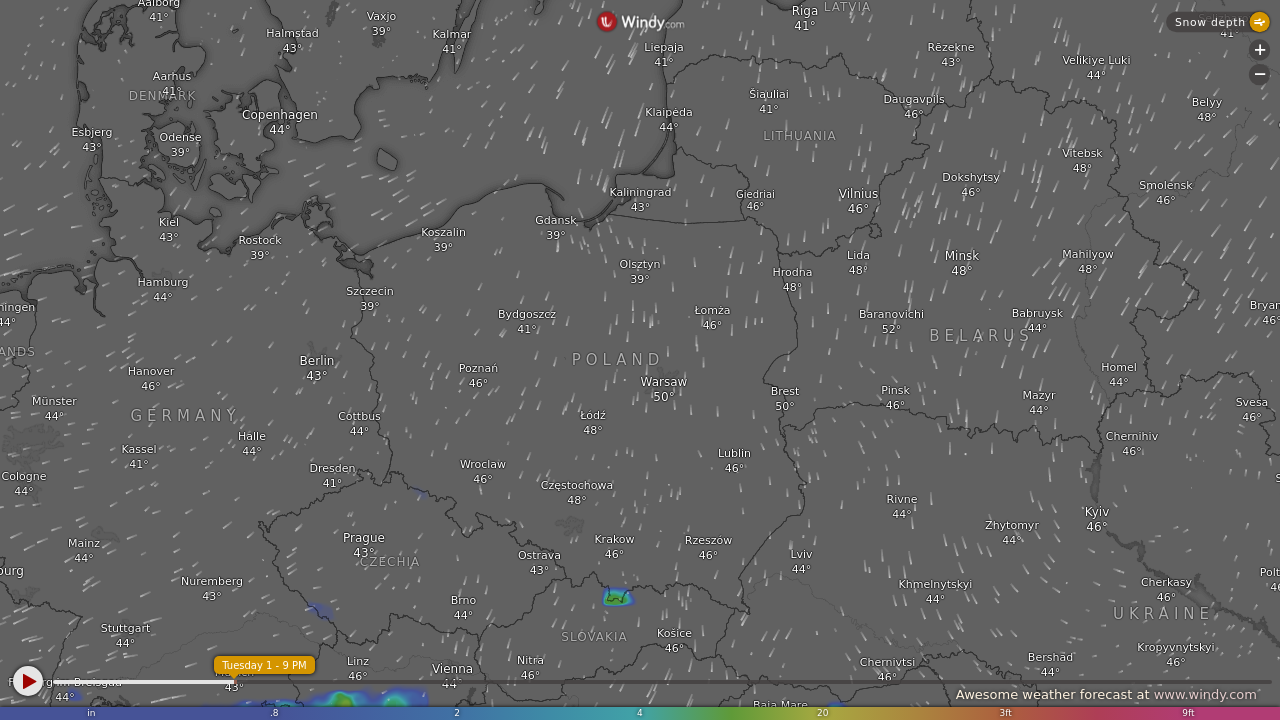 Aalborg
41°
Vaxjo
39°
Halmstad
43°
Kalmar
41°
Windy.com
Liepaja
41°
Riga
41°
LATVIA
Rēzekne
43°
Velikiye Luki
44°
Snow depth
41°
+
−
Aarhus
41°
DENMARK
Copenhagen
44°
Esbjerg
43°
Odense
39°
Klaipėda
44°
Šiauliai
41°
LITHUANIA
Daugavpils
46°
Belyy
48°
Vitebsk
48°
Smolensk
46°
Dokshytsy
46°
Kaliningrad
43°
Giedriai
46°
Vilnius
46°
Kiel
43°
Rostock
39°
Koszalin
39°
Gdansk
39°
Olsztyn
39°
Hrodna
48°
Lida
48°
Minsk
48°
Mahilyow
48°
Hamburg
44°
Szczecin
39°
Bydgoszcz
41°
Łomża
46°
Baranovichi
52°
Babruysk
44°
44°
ANDS
BELARUS
Berlin
43°
POLAND
Hanover
46°
Poznań
46°
Warsaw
50°
Brest
50°
Pinsk
46°
Homel
44°
Mazyr
44°
Münster
44°
GERMANY
Cottbus
44°
Łódź
48°
Svesa
46°
Halle
44°
Kassel
41°
Chernihiv
46°
Cologne
44°
Dresden
41°
Wroclaw
46°
Częstochowa
48°
Lublin
46°
Rivne
44°
Zhytomyr
44°
Kyiv
46°
Mainz
44°
Prague
43°
CZECHIA
Ostrava
43°
Krakow
46°
Rzeszów
46°
Lviv
44°
Nuremberg
43°
Khmelnytskyi
44°
Cherkasy
46°
UKRAINE
Brno
44°
Stuttgart
44°
SLOVAKIA
Košice
46°
Kropyvnytskyi
46°
Bershad
44°
Chernivtsi
46°
Linz
46°
Vienna
44°
Nitra
46°
Tuesday 1 - 9 PM
43°
44°
Baia Mare
Awesome weather forecast at www.windy.com
in .8 2 4 20 3ft 9ft